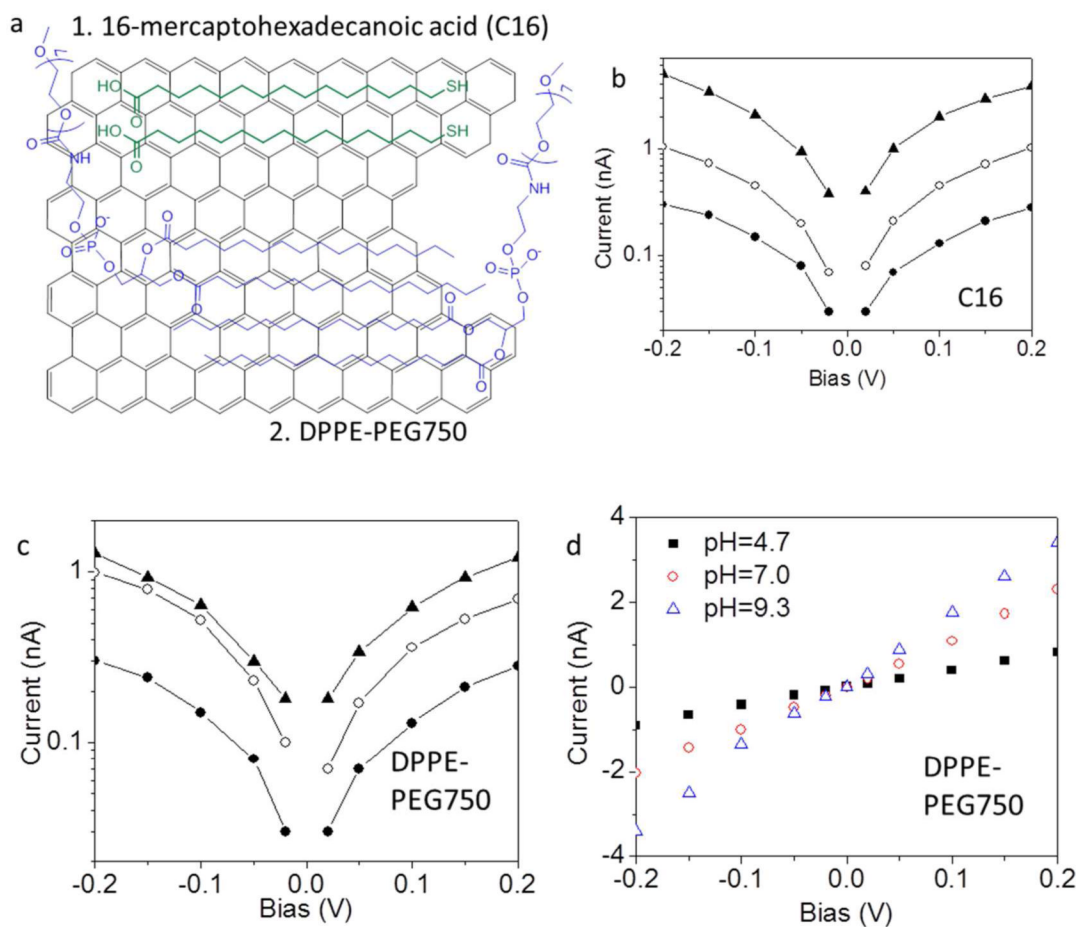 a 1. 16-mercaptohexadecanoic acid (C16)
O
7
O
O
O
NH
O
O
O⁻
P
O
O
HO
O
SH
HO
O
SH
O
O
O
O
O
7
O
O
O
NH
O
O⁻
O
P
O
O
O
O
O
2. DPPE-PEG750
b
Current (nA)
1
0.1
C16
-0.2 -0.1 0.0 0.1 0.2
Bias (V)
c
Current (nA)
1
0.1
DPPE-
PEG750
-0.2 -0.1 0.0 0.1 0.2
Bias (V)
d
Current (nA)
4
2
0
-2
-4
pH=4.7
pH=7.0
pH=9.3
DPPE-
PEG750
-0.2 -0.1 0.0 0.1 0.2
Bias (V)